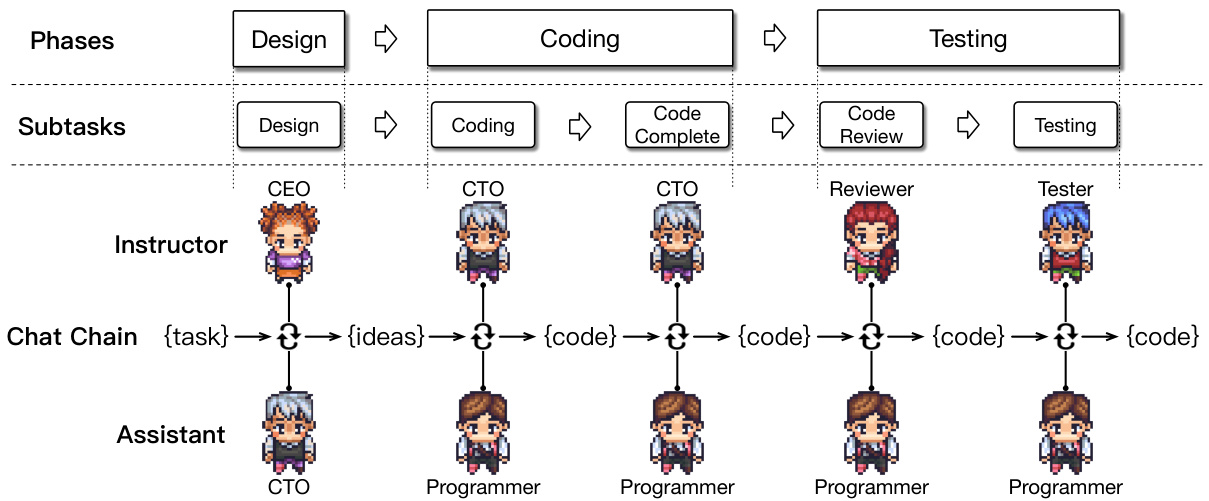 Phases
Design
Coding
Testing
Subtasks
Design
Coding
Code
Complete
Code
Review
Testing
CEO
CTO
CTO
Reviewer
Tester
Instructor
Chat Chain
{task}
{ideas}
{code}
{code}
{code}
{code}
Assistant
CTO
Programmer
Programmer
Programmer
Programmer